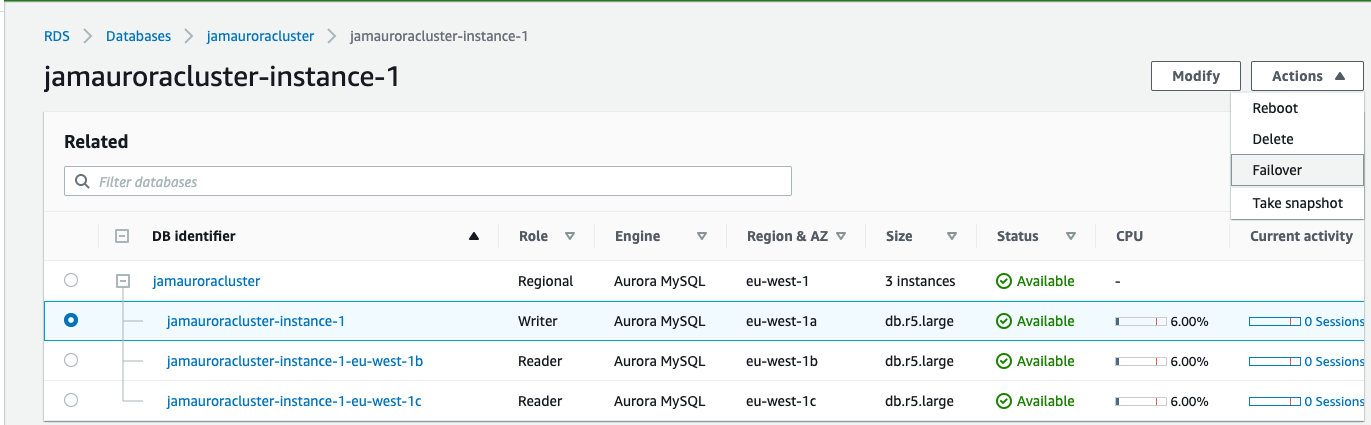 RDS Databases jamauroracluster jamauroracluster-instance-1
jamauroracluster-instance-1
Modify Actions
Reboot
Delete
Failover
Take snapshot
Related
Filter databases
DB identifier Role Engine Region & AZ Size Status CPU Current activity
jamauroracluster Regional Aurora MySQL eu-west-1 3 instances Available -
jamauroracluster-instance-1 Writer Aurora MySQL eu-west-1a db.r5.large Available 6.00% 0 Sessions
jamauroracluster-instance-1-eu-west-1b Reader Aurora MySQL eu-west-1b db.r5.large Available 6.00% 0 Sessions
jamauroracluster-instance-1-eu-west-1c Reader Aurora MySQL eu-west-1c db.r5.large Available 6.00% 0 Sessions